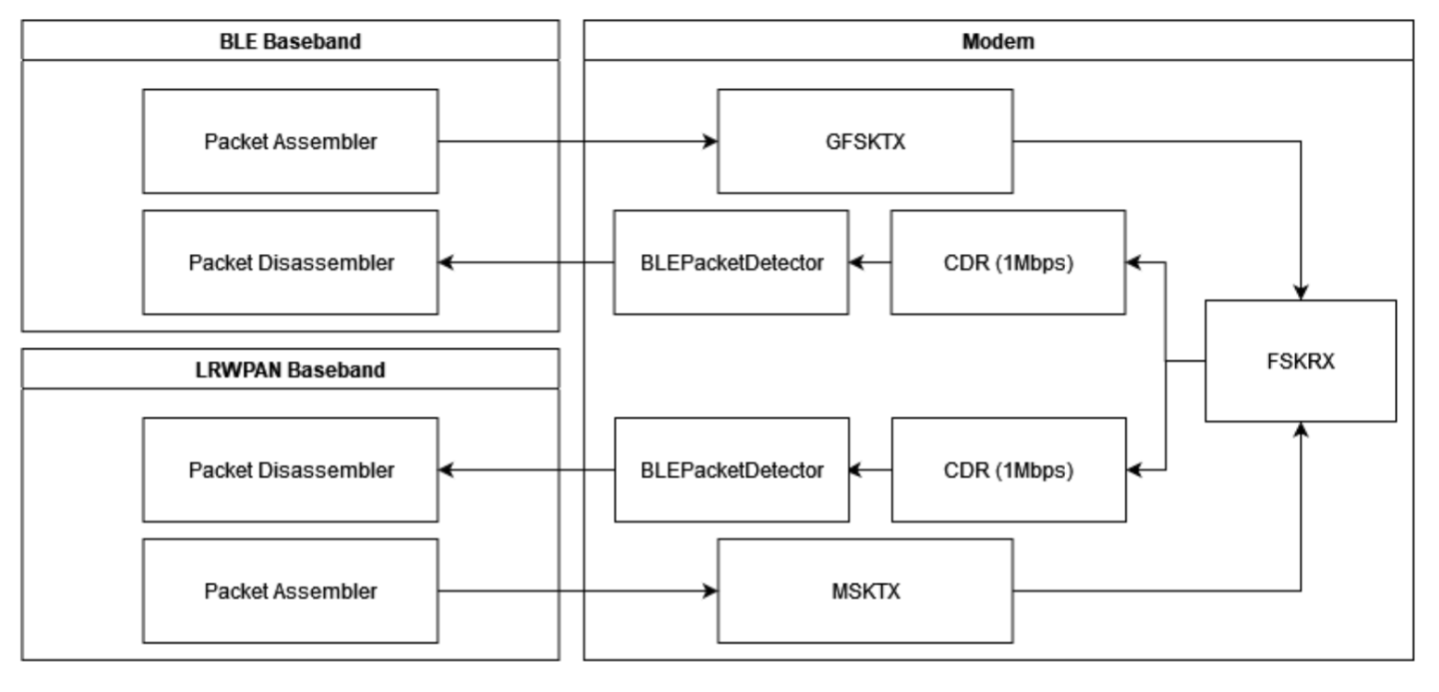 BLE Baseband
Modem
Packet Assembler
GFSKTX
Packet Disassembler
BLEPacketDetector
CDR (1Mbps)
FSKRX
LRWPAN Baseband
Packet Disassembler
BLEPacketDetector
CDR (1Mbps)
Packet Assembler
MSKTX